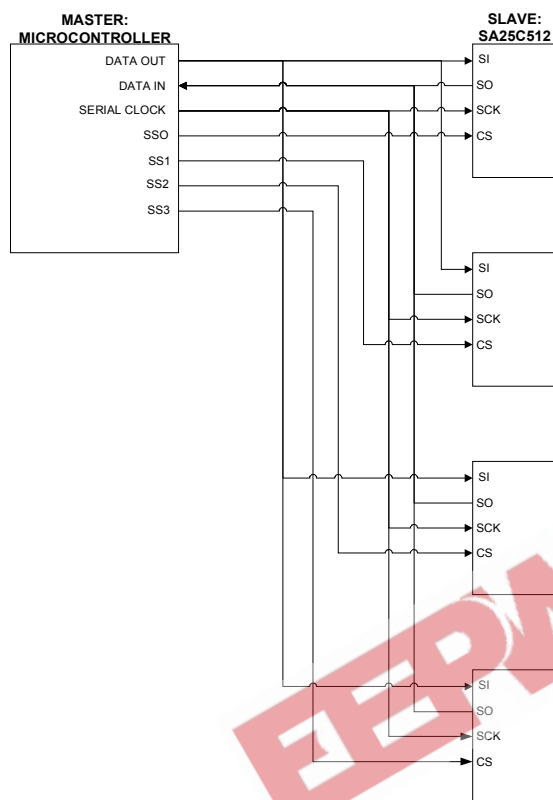 MASTER:
MICROCONTROLLER
DATA OUT
DATA IN
SERIAL CLOCK
SSO
SS1
SS2
SS3
SLAVE:
SA25C512
SI
SO
SCK
CS
SI
SO
SCK
CS
SI
SO
SCK
CS
SI
SO
SCK
CS